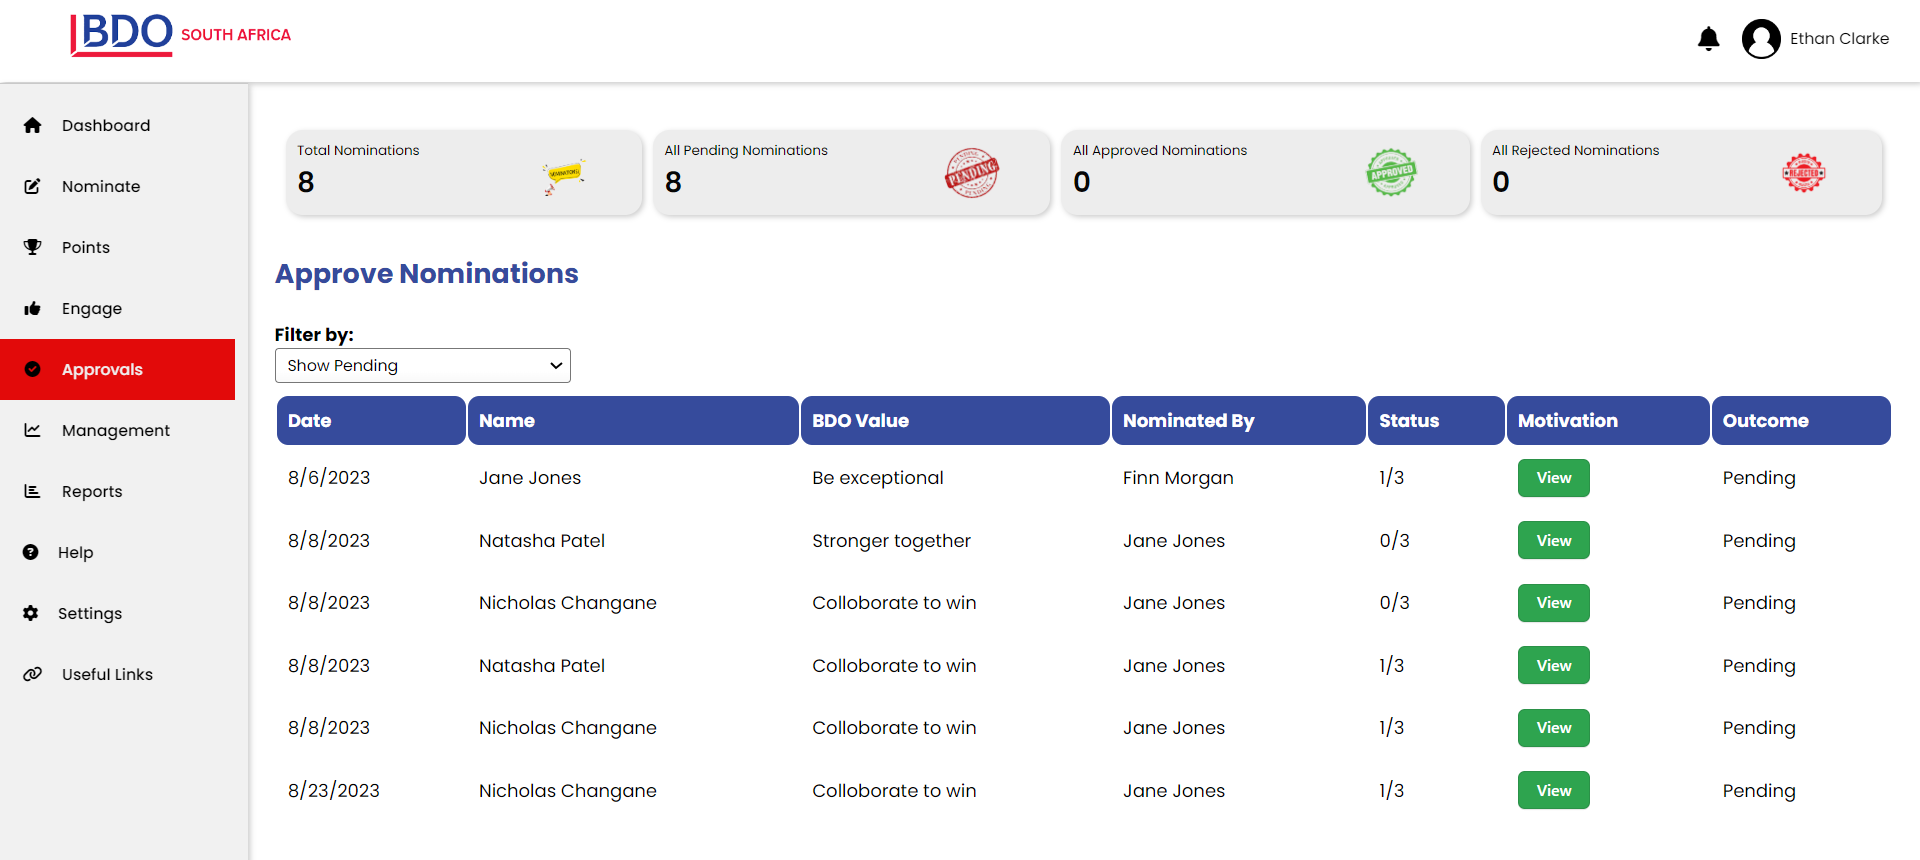 BDO SOUTH AFRICA
Ethan Clarke
Dashboard
Nominate
Points
Engage
Approvals
Management
Reports
Help
Settings
Useful Links
Total Nominations
8
NOMINATIONS
All Pending Nominations
8
PENDING
PENDING
PENDING
All Approved Nominations
0
APPROVED
All Rejected Nominations
0
REJECTED
Approve Nominations
Filter by:
Show Pending
Date Name BDO Value Nominated By Status Motivation Outcome
8/6/2023 Jane Jones Be exceptional Finn Morgan 1/3 View Pending
8/8/2023 Natasha Patel Stronger together Jane Jones 0/3 View Pending
8/8/2023 Nicholas Changane Colloborate to win Jane Jones 0/3 View Pending
8/8/2023 Natasha Patel Colloborate to win Jane Jones 1/3 View Pending
8/8/2023 Nicholas Changane Colloborate to win Jane Jones 1/3 View Pending
8/23/2023 Nicholas Changane Colloborate to win Jane Jones 1/3 View Pending